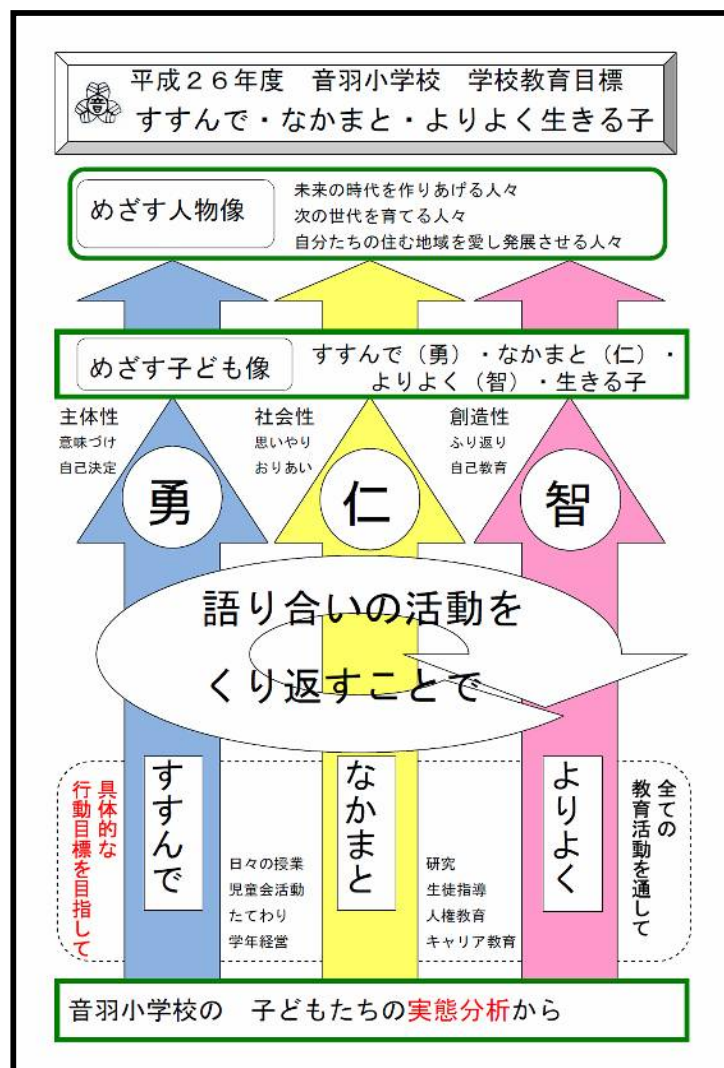 平成26年度　音羽小学校　学校教育目標
すすんで・なかまと・よりよく生きる子
めざす人物像
未来の時代を作りあげる人々
次の世代を育てる人々
自分たちの住む地域を愛し発展させる人々
めざす子ども像
すすんで（勇）・なかまと（仁）・
よりよく（智）・生きる子
主体性
意味づけ
自己決定
社会性
思いやり
おりあい
創造性
ふり返り
自己教育
勇
仁
智
語り合いの活動を
くり返すことで
具体的な
行動目標を目指して
すすんで
日々の授業
児童会活動
たてわり
学年経営
なかまと
研究
生徒指導
人権教育
キャリア教育
よりよく
全ての
教育活動を通して
音羽小学校の　子どもたちの実態分析から